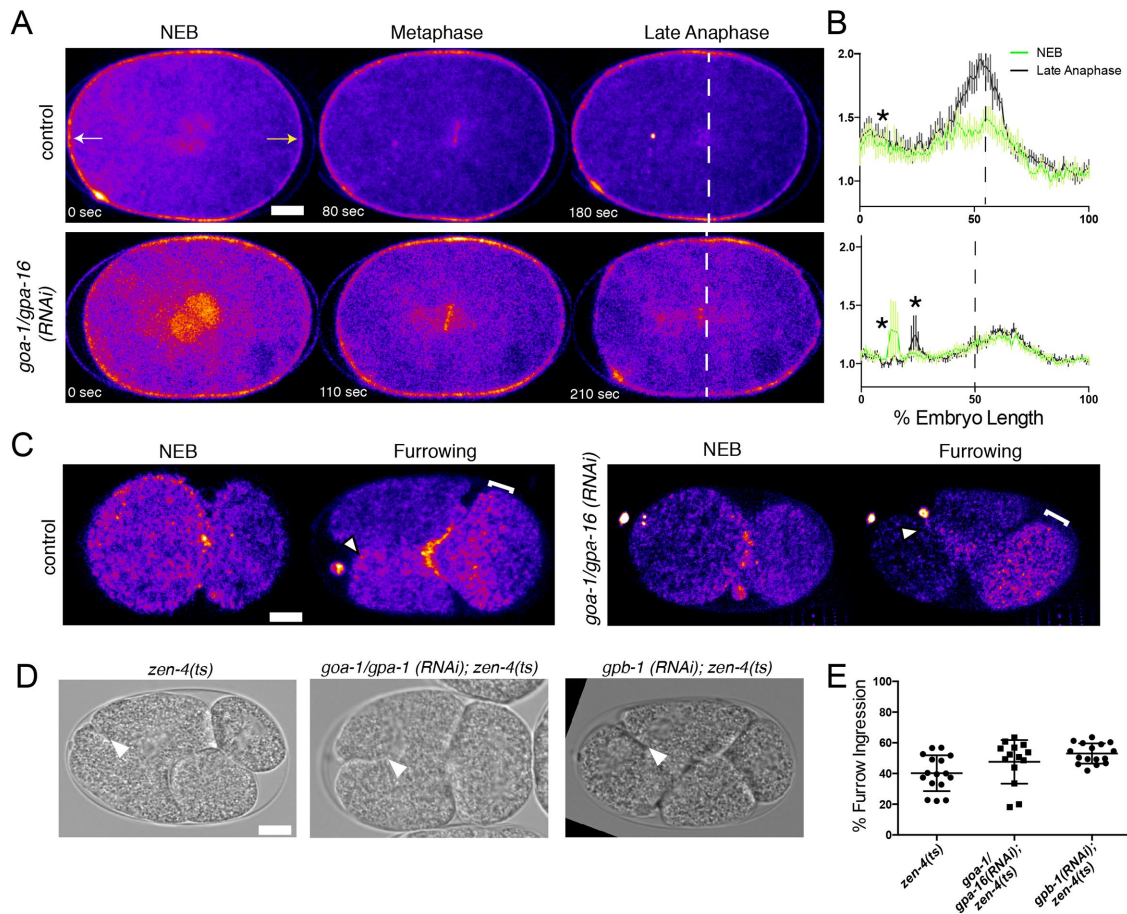 A
NEB
Metaphase
Late Anaphase
control
0 sec
80 sec
180 sec
goa-1/gpa-16
(RNAi)
0 sec
110 sec
210 sec
B
NEB
Late Anaphase
2.0
1.5
1.0
*
0
50
100
2.0
1.5
1.0
*
*
0
50
100
% Embryo Length
C
NEB
Furrowing
control
NEB
Furrowing
goa-1/gpa-16 (RNAi)
D
zen-4(ts)
goa-1/gpa-1 (RNAi); zen-4(ts)
gpb-1 (RNAi); zen-4(ts)
E
% Furrow Ingression
100
80
60
40
20
0
zen-4(ts)
goa-1/
gpa-16(RNAi);
zen-4(ts)
gpb-1(RNAi);
zen-4(ts)